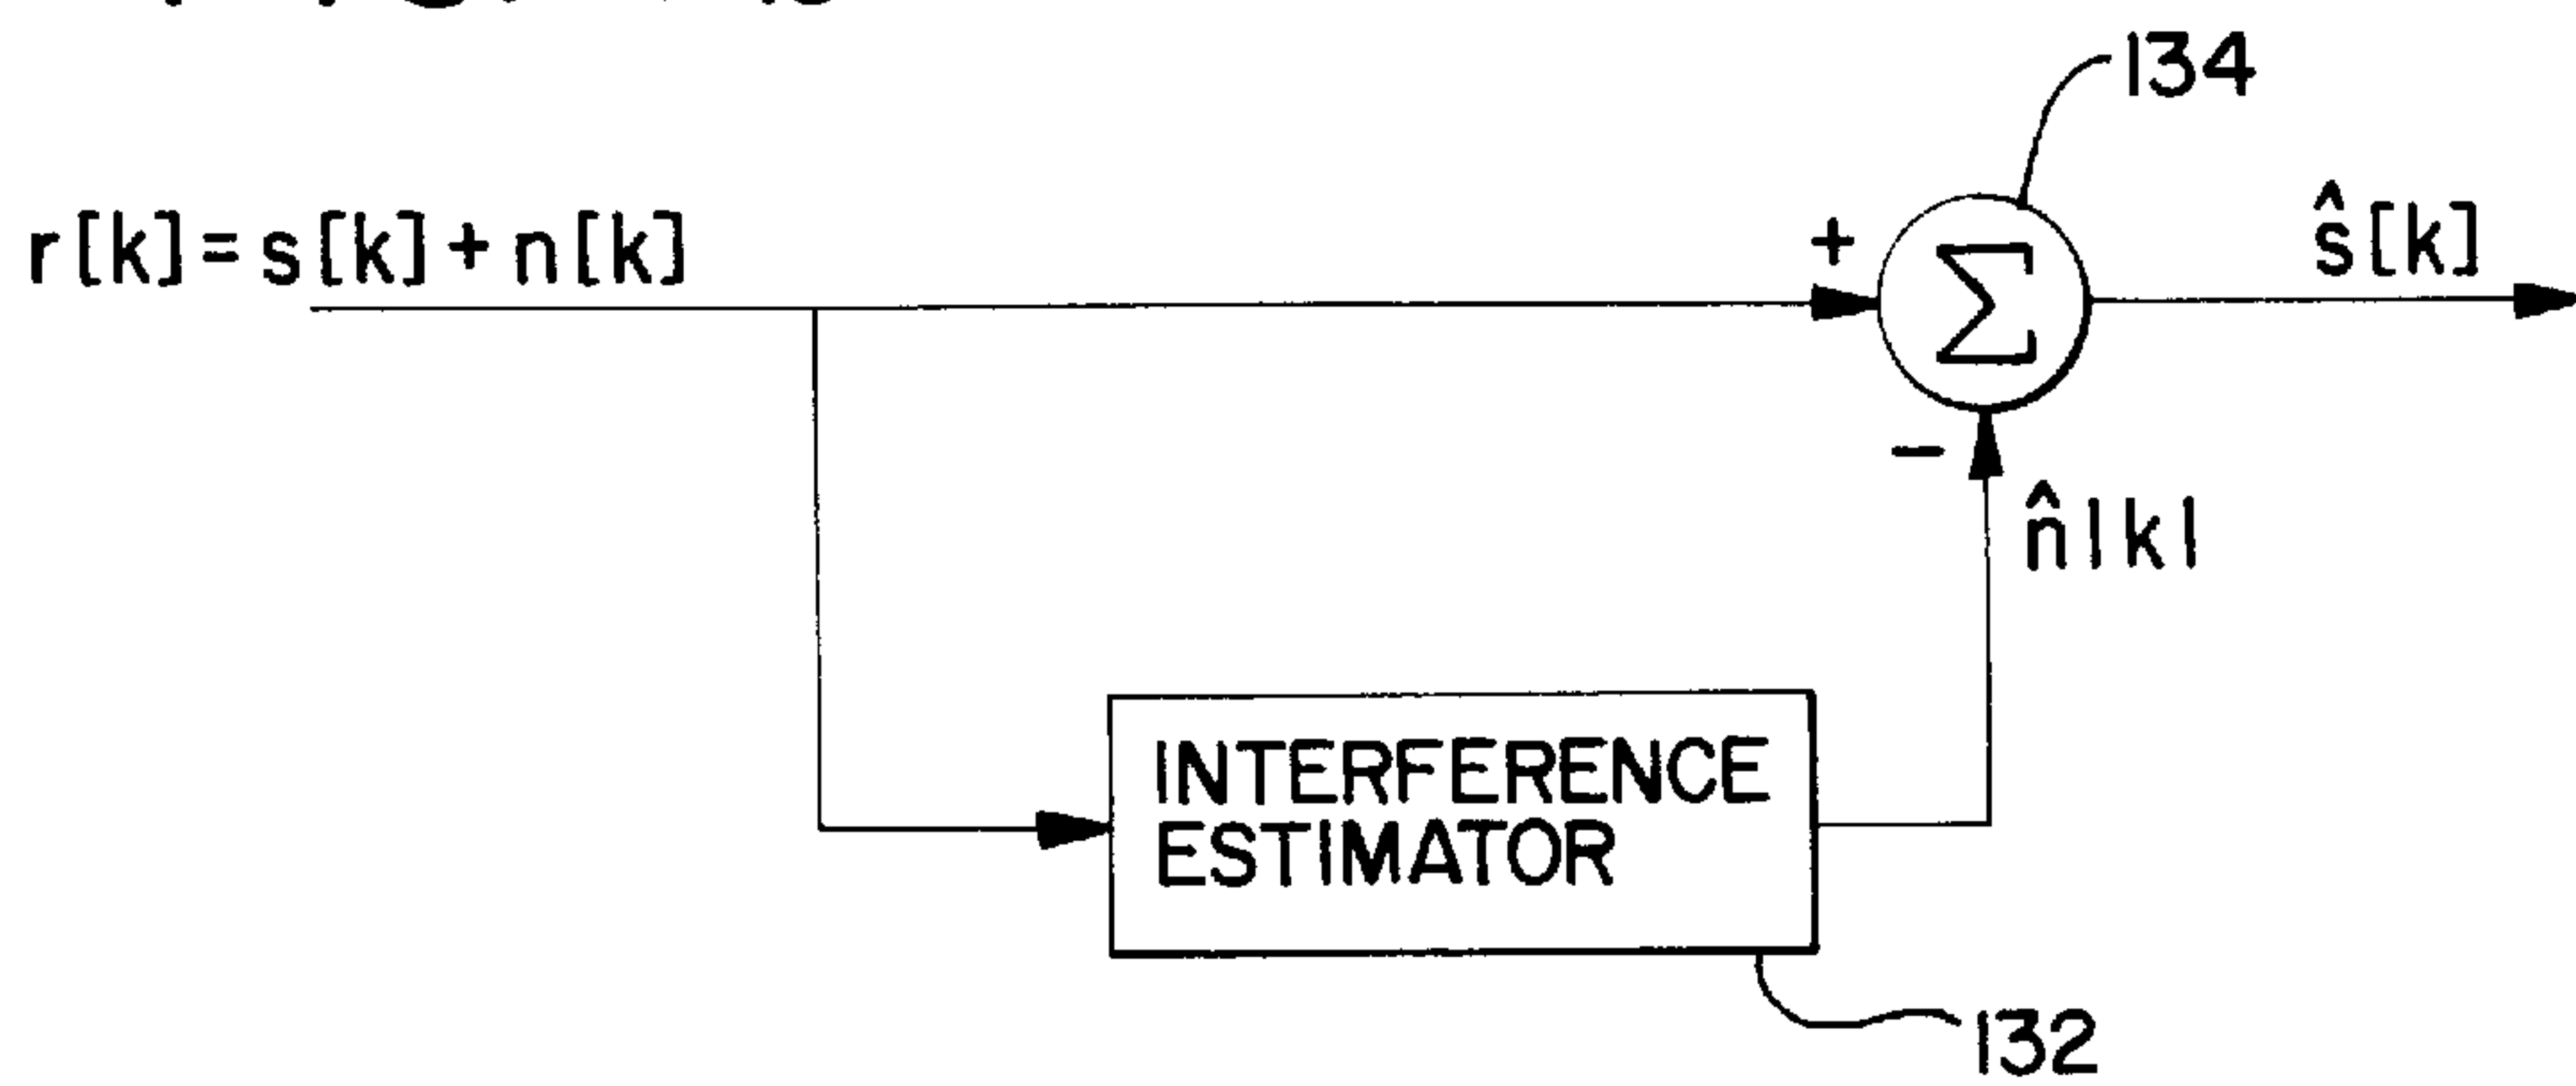 134
r[k]=s[k]+n[k]
+
Σ
ŝ[k]
−
n̂|k|
INTERFERENCE
ESTIMATOR
132